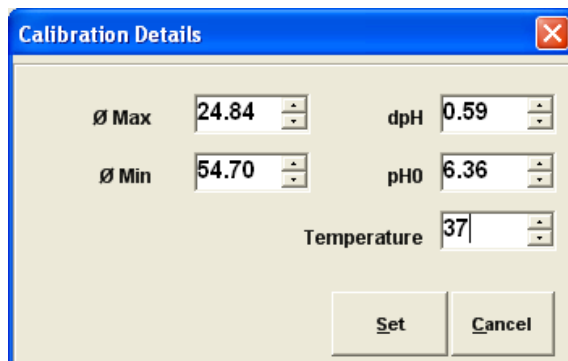 Calibration Details
Ø Max 24.84 dpH 0.59
Ø Min 54.70 pH0 6.36
Temperature 37
Set Cancel